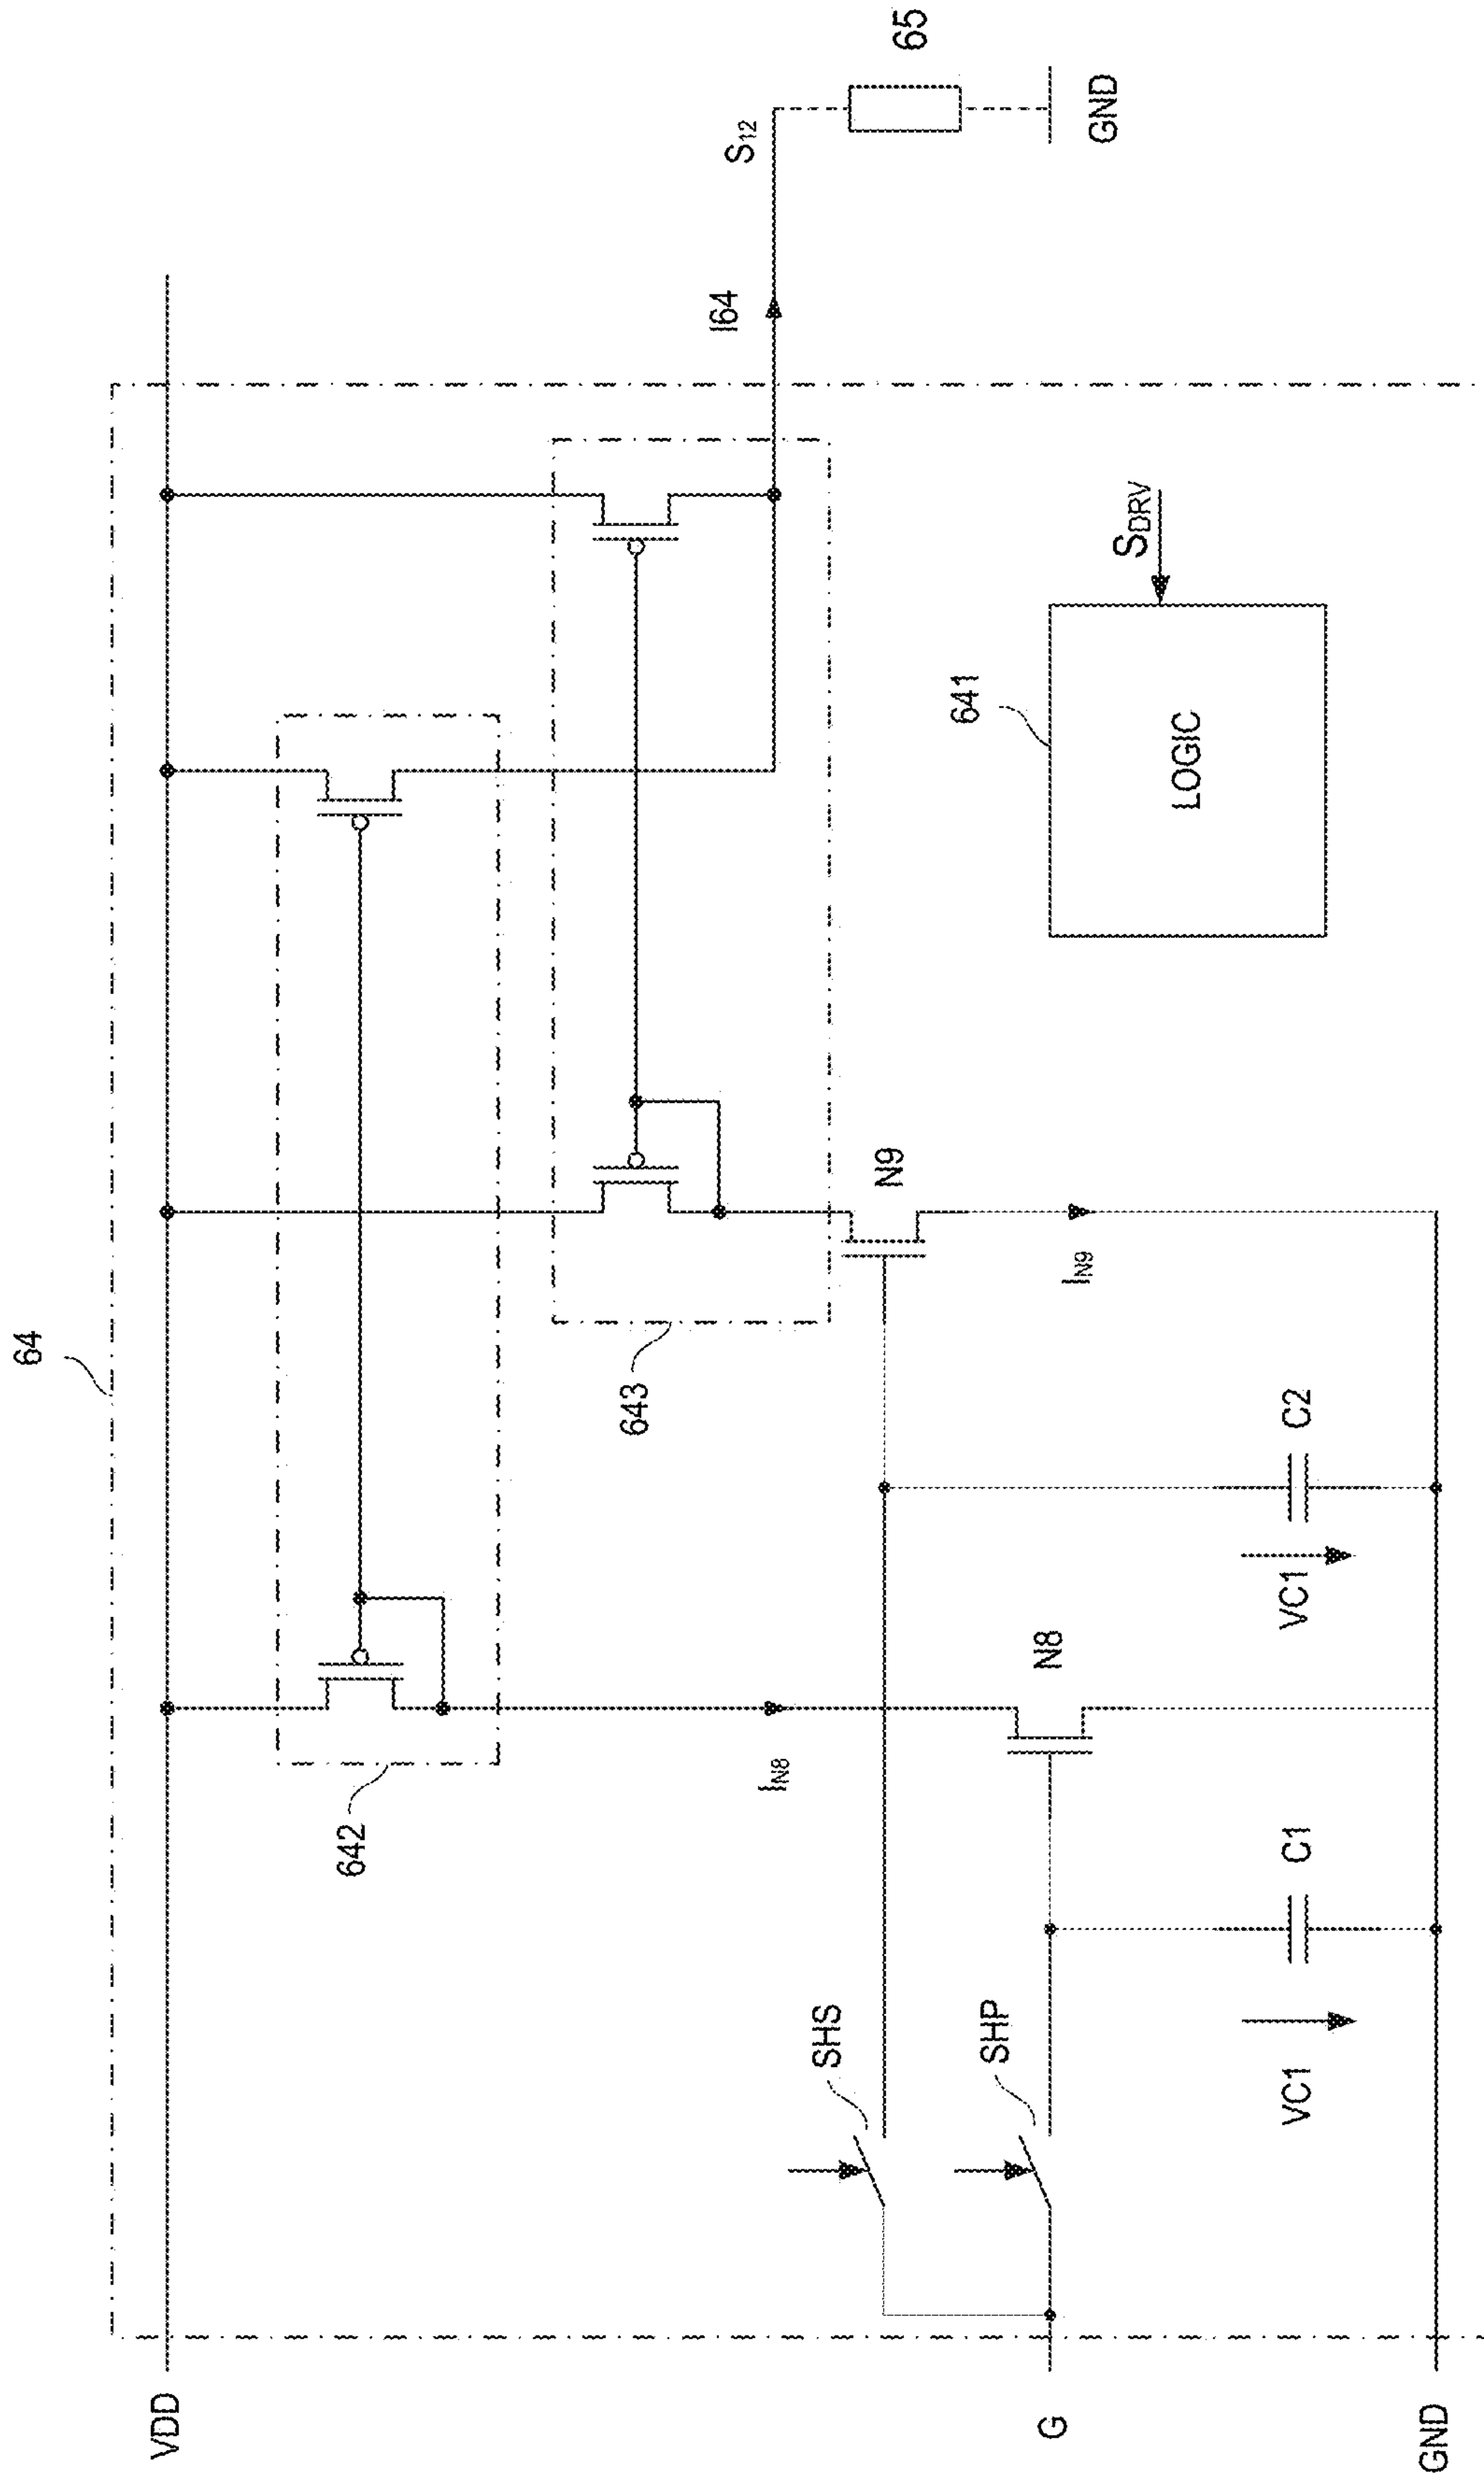 64
VDD
642
643
I64
S12
65
GND
IN8
N9
IN9
SHS
SHP
N8
641
LOGIC
SDRV
G
VC1
C1
VC1
C2
GND